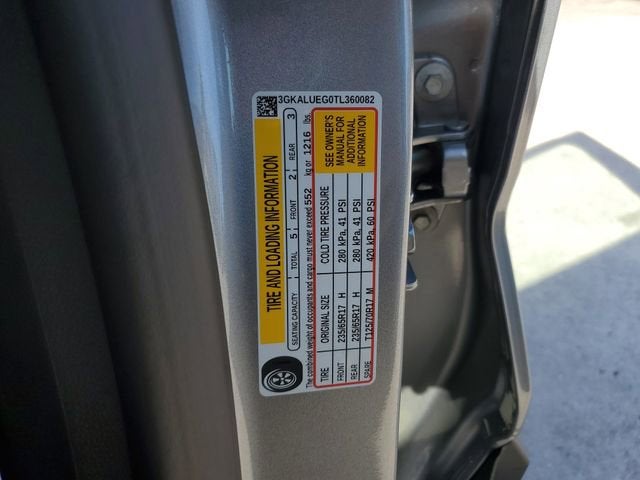 3GKALUEG0TL360082
TIRE AND LOADING INFORMATION
SEATING CAPACITY TOTAL 5 FRONT 2 REAR 3
The combined weight of occupants and cargo must never exceed 552 kg or 1216 lbs.
TIRE ORIGINAL SIZE COLD TIRE PRESSURE
FRONT 235/65R17 H 280 kPa, 41 PSI
REAR 235/65R17 H 280 kPa, 41 PSI
SPARE T125/70R17 M 420 kPa, 60 PSI
SEE OWNER'S
MANUAL FOR
ADDITIONAL
INFORMATION